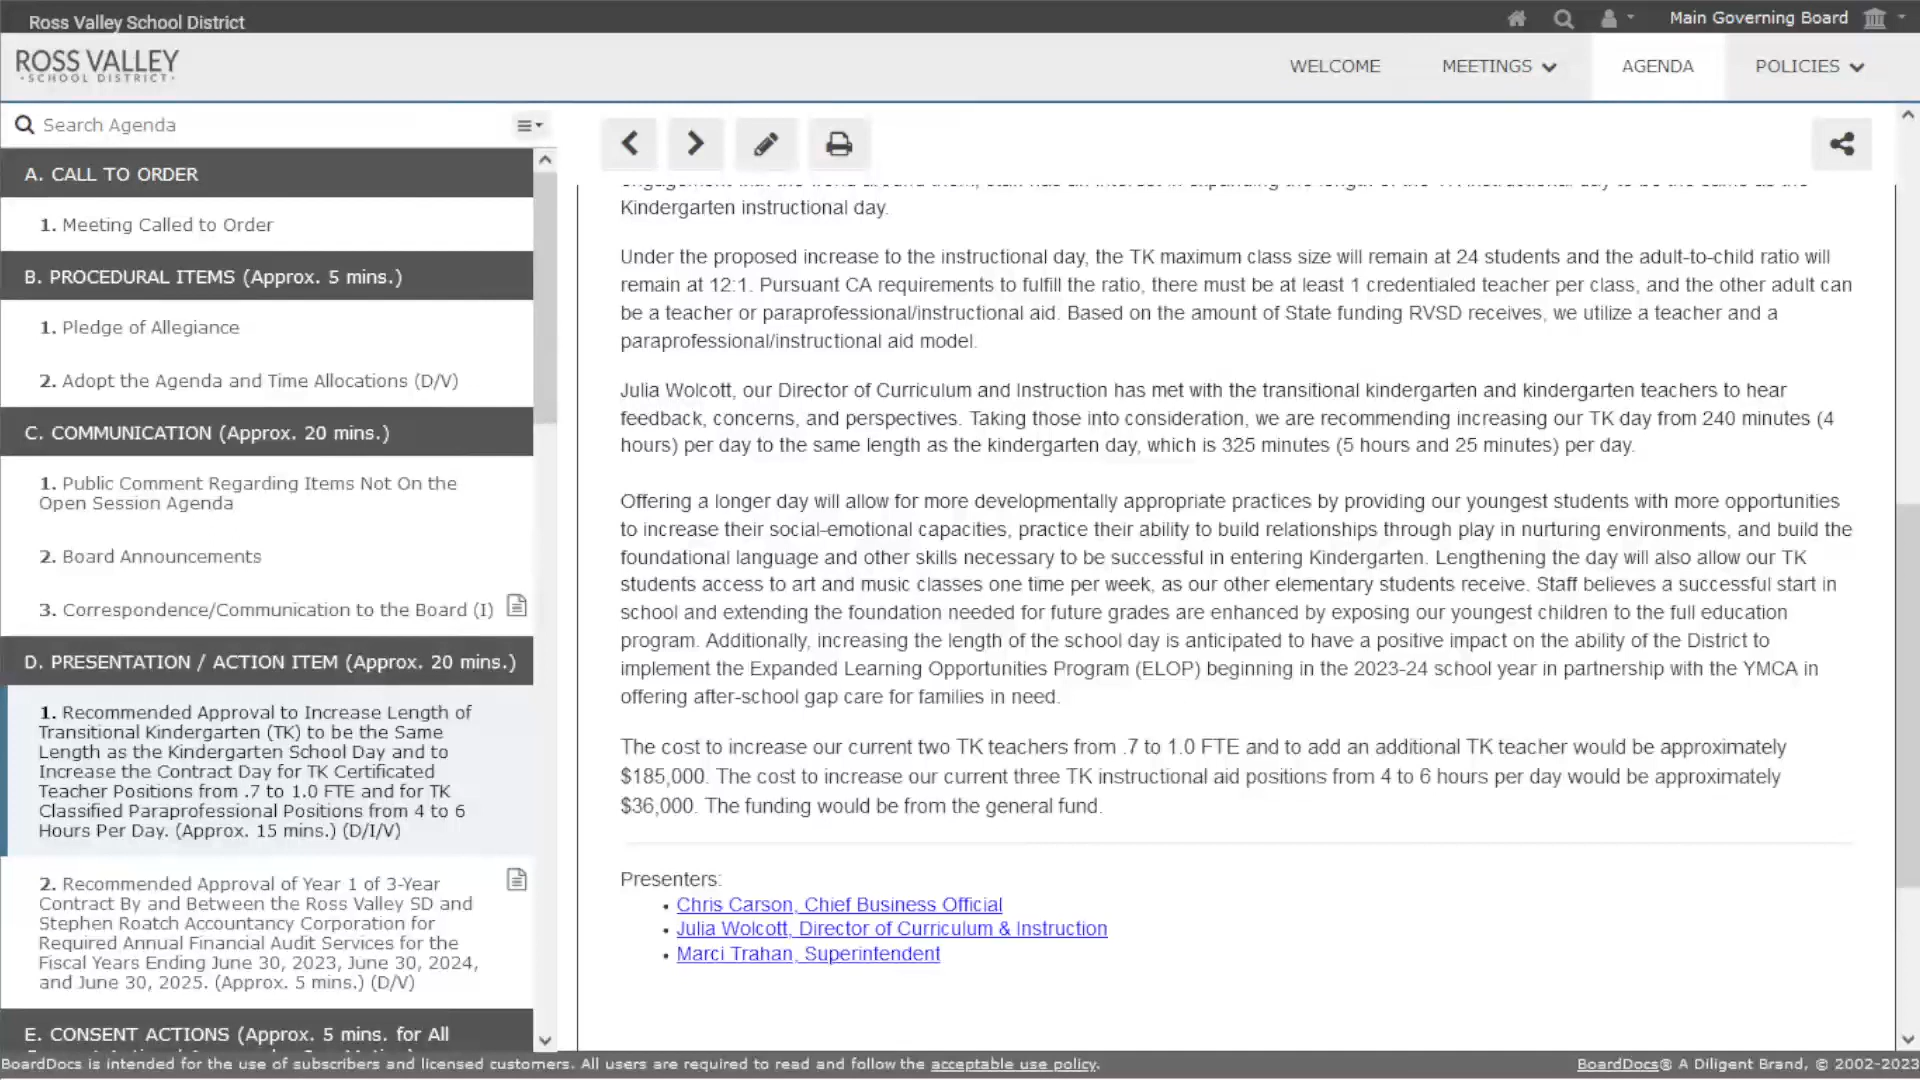 Ross Valley School District
Main Governing Board
ROSS VALLEY
·SCHOOL DISTRICT·
WELCOME
MEETINGS
AGENDA
POLICIES
Search Agenda
A. CALL TO ORDER
1. Meeting Called to Order
B. PROCEDURAL ITEMS (Approx. 5 mins.)
1. Pledge of Allegiance
2. Adopt the Agenda and Time Allocations (D/V)
C. COMMUNICATION (Approx. 20 mins.)
1. Public Comment Regarding Items Not On the
Open Session Agenda
2. Board Announcements
3. Correspondence/Communication to the Board (I)
D. PRESENTATION / ACTION ITEM (Approx. 20 mins.)
1. Recommended Approval to Increase Length of
Transitional Kindergarten (TK) to be the Same
Length as the Kindergarten School Day and to
Increase the Contract Day for TK Certificated
Teacher Positions from .7 to 1.0 FTE and for TK
Classified Paraprofessional Positions from 4 to 6
Hours Per Day. (Approx. 15 mins.) (D/I/V)
2. Recommended Approval of Year 1 of 3-Year
Contract By and Between the Ross Valley SD and
Stephen Roatch Accountancy Corporation for
Required Annual Financial Audit Services for the
Fiscal Years Ending June 30, 2023, June 30, 2024,
and June 30, 2025. (Approx. 5 mins.) (D/V)
E. CONSENT ACTIONS (Approx. 5 mins. for All
Kindergarten instructional day.
Under the proposed increase to the instructional day, the TK maximum class size will remain at 24 students and the adult-to-child ratio will
remain at 12:1. Pursuant CA requirements to fulfill the ratio, there must be at least 1 credentialed teacher per class, and the other adult can
be a teacher or paraprofessional/instructional aid. Based on the amount of State funding RVSD receives, we utilize a teacher and a
paraprofessional/instructional aid model.
Julia Wolcott, our Director of Curriculum and Instruction has met with the transitional kindergarten and kindergarten teachers to hear
feedback, concerns, and perspectives. Taking those into consideration, we are recommending increasing our TK day from 240 minutes (4
hours) per day to the same length as the kindergarten day, which is 325 minutes (5 hours and 25 minutes) per day.
Offering a longer day will allow for more developmentally appropriate practices by providing our youngest students with more opportunities
to increase their social-emotional capacities, practice their ability to build relationships through play in nurturing environments, and build the
foundational language and other skills necessary to be successful in entering Kindergarten. Lengthening the day will also allow our TK
students access to art and music classes one time per week, as our other elementary students receive. Staff believes a successful start in
school and extending the foundation needed for future grades are enhanced by exposing our youngest children to the full education
program. Additionally, increasing the length of the school day is anticipated to have a positive impact on the ability of the District to
implement the Expanded Learning Opportunities Program (ELOP) beginning in the 2023-24 school year in partnership with the YMCA in
offering after-school gap care for families in need.
The cost to increase our current two TK teachers from .7 to 1.0 FTE and to add an additional TK teacher would be approximately
$185,000. The cost to increase our current three TK instructional aid positions from 4 to 6 hours per day would be approximately
$36,000. The funding would be from the general fund.
Presenters:
• Chris Carson, Chief Business Official
• Julia Wolcott, Director of Curriculum & Instruction
• Marci Trahan, Superintendent
BoardDocs is intended for the use of subscribers and licensed customers. All users are required to read and follow the acceptable use policy.
BoardDocs® A Diligent Brand, © 2002-2023